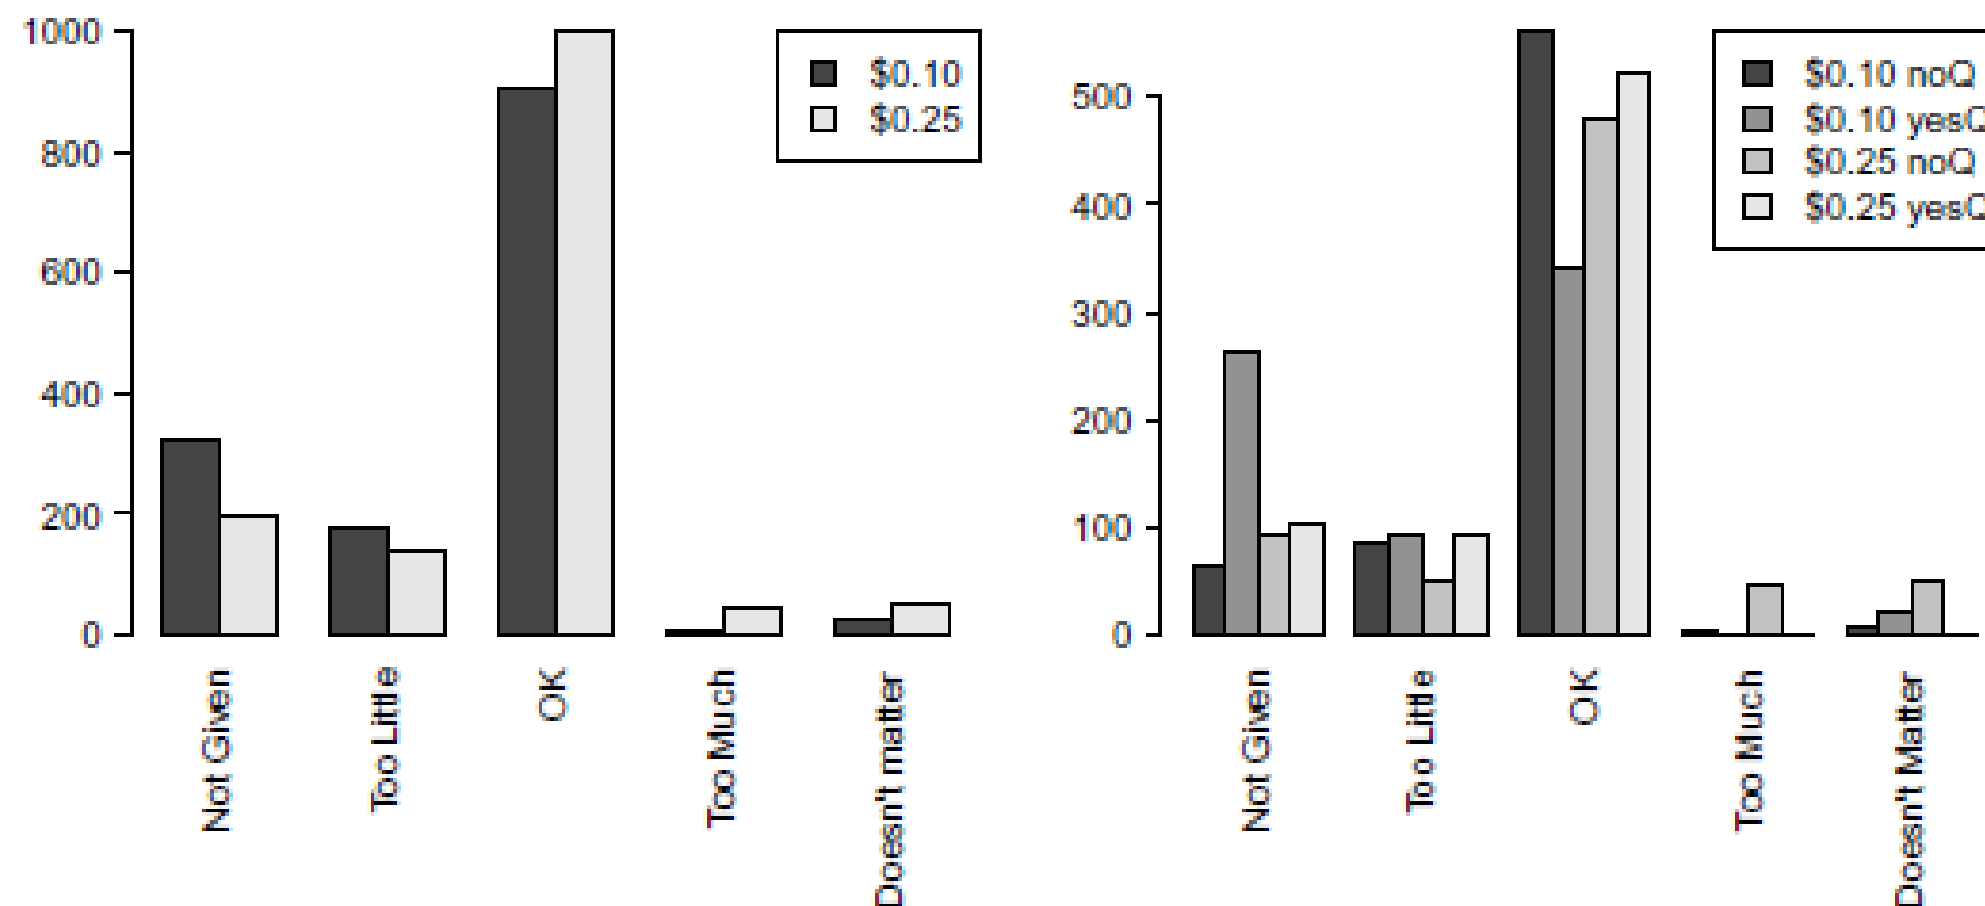 1000
800
600
400
200
0
$0.10
$0.25
Not Given
Too Little
OK
Too Much
Doesn't matter
500
400
300
200
100
0
$0.10 noQ
$0.10 yesQ
$0.25 noQ
$0.25 yesQ
Not Given
Too Little
OK
Too Much
Doesn't Matter